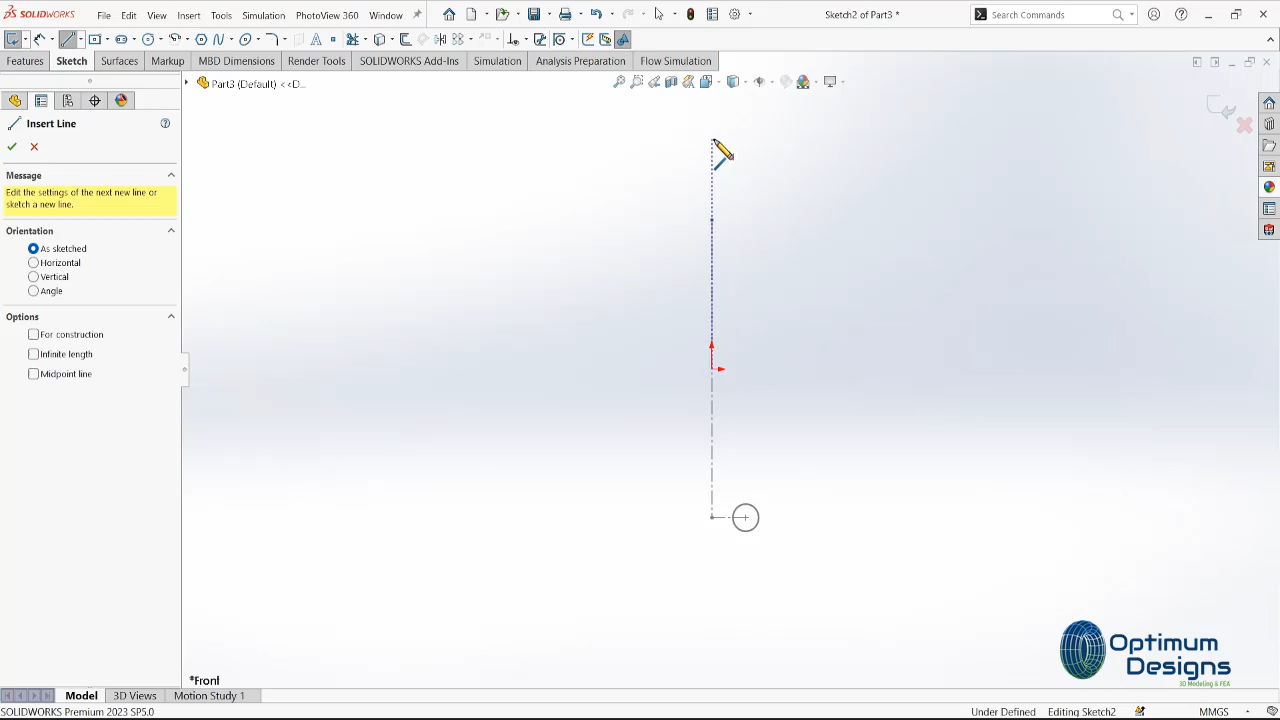 SOLIDWORKS File Edit View Insert Tools Simulation PhotoView 360 Window Sketch2 of Part3 * Search Commands
Features Sketch Surfaces Markup MBD Dimensions Render Tools SOLIDWORKS Add-Ins Simulation Analysis Preparation Flow Simulation
Part3 (Default) <<D...
Insert Line
Message
Edit the settings of the next new line or
sketch a new line.
Orientation
As sketched
Horizontal
Vertical
Angle
Options
For construction
Infinite length
Midpoint line
Optimum
Designs
3D Modeling & FEA
*Front
Model 3D Views Motion Study 1
SOLIDWORKS Premium 2023 SP5.0 Under Defined Editing Sketch2 MMGS